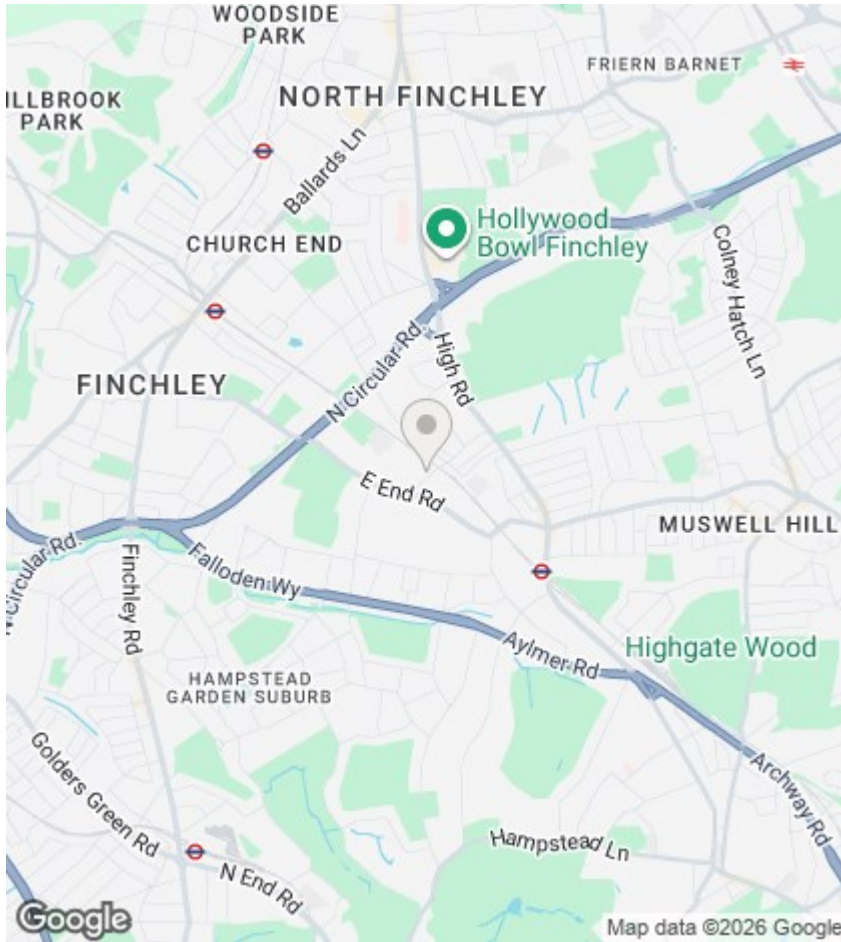 WOODSIDE
PARK
FRIERN BARNET
ILLBROOK
PARK
NORTH FINCHLEY
Ballards Ln
Hollywood
Bowl Finchley
CHURCH END
Colney Hatch Ln
N Circular Rd
High Rd
FINCHLEY
E End Rd
MUSWELL HILL
N Circular Rd
Finchley Rd
Falloden Wy
Aylmer Rd
Highgate Wood
HAMPSTEAD
GARDEN SUBURB
Golders Green Rd
Archway Rd
Hampstead Ln
N End Rd
Google
Map data ©2026 Google